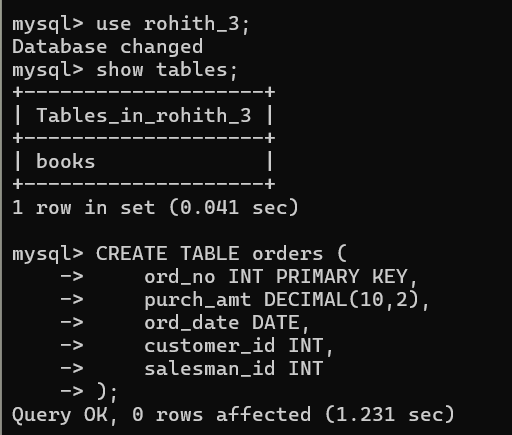 mysql> use rohith_3;
Database changed
mysql> show tables;
+--------------------+
| Tables_in_rohith_3 |
+--------------------+
| books              |
+--------------------+
1 row in set (0.041 sec)

mysql> CREATE TABLE orders (
    ->     ord_no INT PRIMARY KEY,
    ->     purch_amt DECIMAL(10,2),
    ->     ord_date DATE,
    ->     customer_id INT,
    ->     salesman_id INT
    -> );
Query OK, 0 rows affected (1.231 sec)